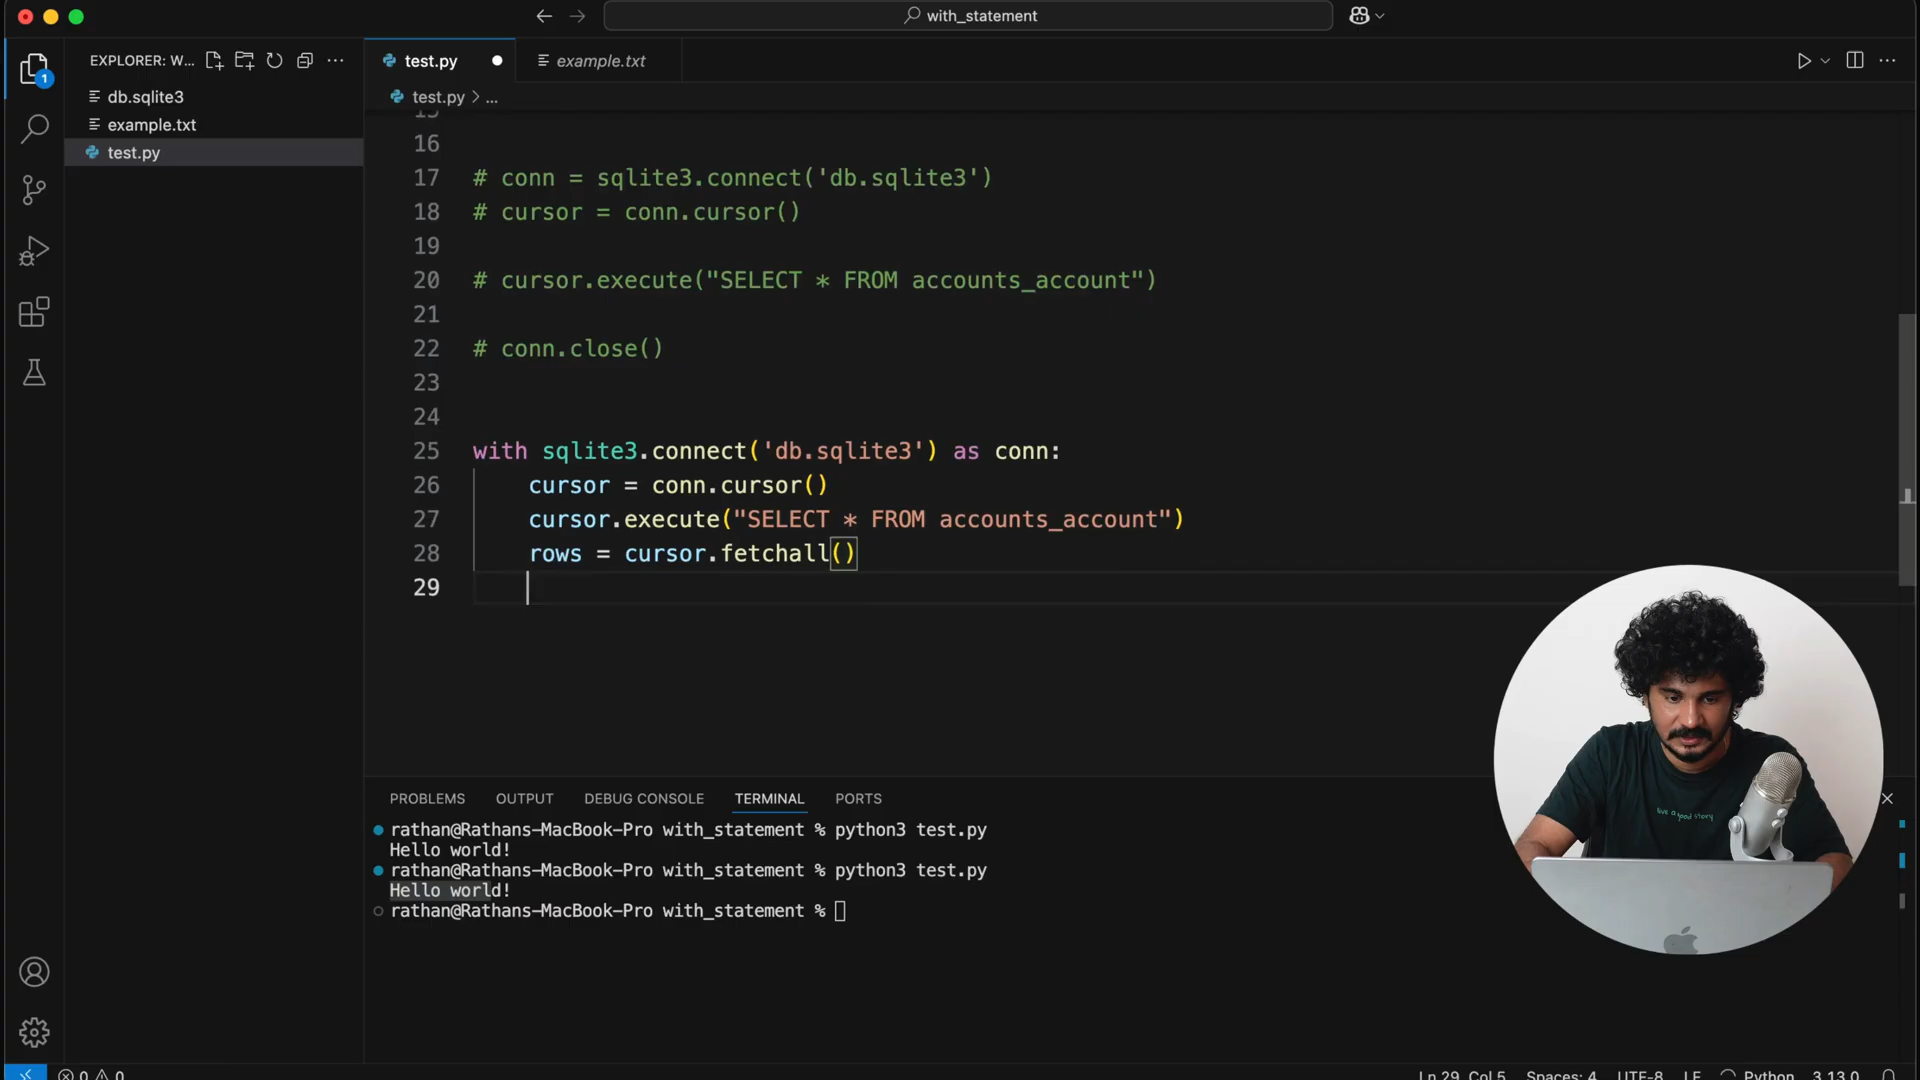 with_statement
EXPLORER: W...
test.py
example.txt
db.sqlite3
example.txt
test.py
test.py > ...
15
16
17 # conn = sqlite3.connect('db.sqlite3')
18 # cursor = conn.cursor()
19
20 # cursor.execute("SELECT * FROM accounts_account")
21
22 # conn.close()
23
24
25 with sqlite3.connect('db.sqlite3') as conn:
26 cursor = conn.cursor()
27 cursor.execute("SELECT * FROM accounts_account")
28 rows = cursor.fetchall()
29
1
live a good story
PROBLEMS OUTPUT DEBUG CONSOLE TERMINAL PORTS
rathan@Rathans-MacBook-Pro with_statement % python3 test.py
Hello world!
rathan@Rathans-MacBook-Pro with_statement % python3 test.py
Hello world!
rathan@Rathans-MacBook-Pro with_statement %
0 0 Ln 29, Col 5 Spaces: 4 UTF-8 LF Python 3.13.0